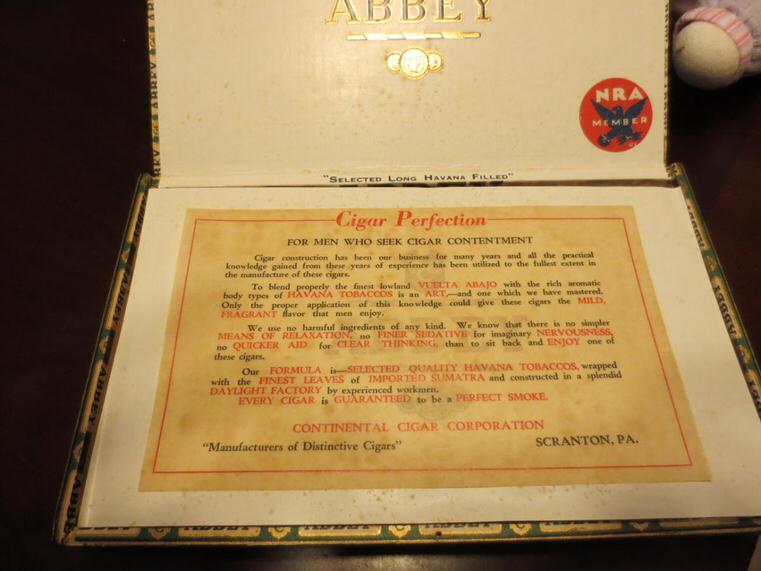 ABBEY
NRA
MEMBER
"SELECTED LONG HAVANA FILLED"
Cigar Perfection
FOR MEN WHO SEEK CIGAR CONTENTMENT
Cigar construction has been our business for many years and all the practical
knowledge gained from these years of experience has been utilized to the fullest extent in
the manufacture of these cigars.
To blend properly the finest lowland VUELTA ABAJO with the rich aromatic
body types of HAVANA TOBACCOS is an ART,—and one which we have mastered.
Only the proper application of this knowledge could give these cigars the MILD,
FRAGRANT flavor that men enjoy.
We use no harmful ingredients of any kind. We know that there is no simpler
MEANS OF RELAXATION, no FINER SEDATIVE for imaginary NERVOUSNESS,
no QUICKER AID for CLEAR THINKING, than to sit back and ENJOY one of
these cigars.
Our FORMULA is—SELECTED QUALITY HAVANA TOBACCOS, wrapped
with the FINEST LEAVES of IMPORTED SUMATRA and constructed in a splendid
DAYLIGHT FACTORY by experienced workmen.
EVERY CIGAR is GUARANTEED to be a PERFECT SMOKE.
CONTINENTAL CIGAR CORPORATION
"Manufacturers of Distinctive Cigars" SCRANTON, PA.
ABBEY
ABBEY
ABBEY